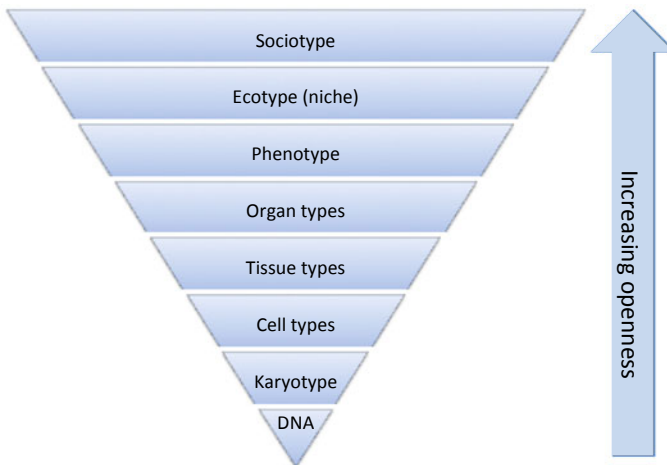 Sociotype
Ecotype (niche)
Phenotype
Organ types
Tissue types
Cell types
Karyotype
DNA
Increasing openness